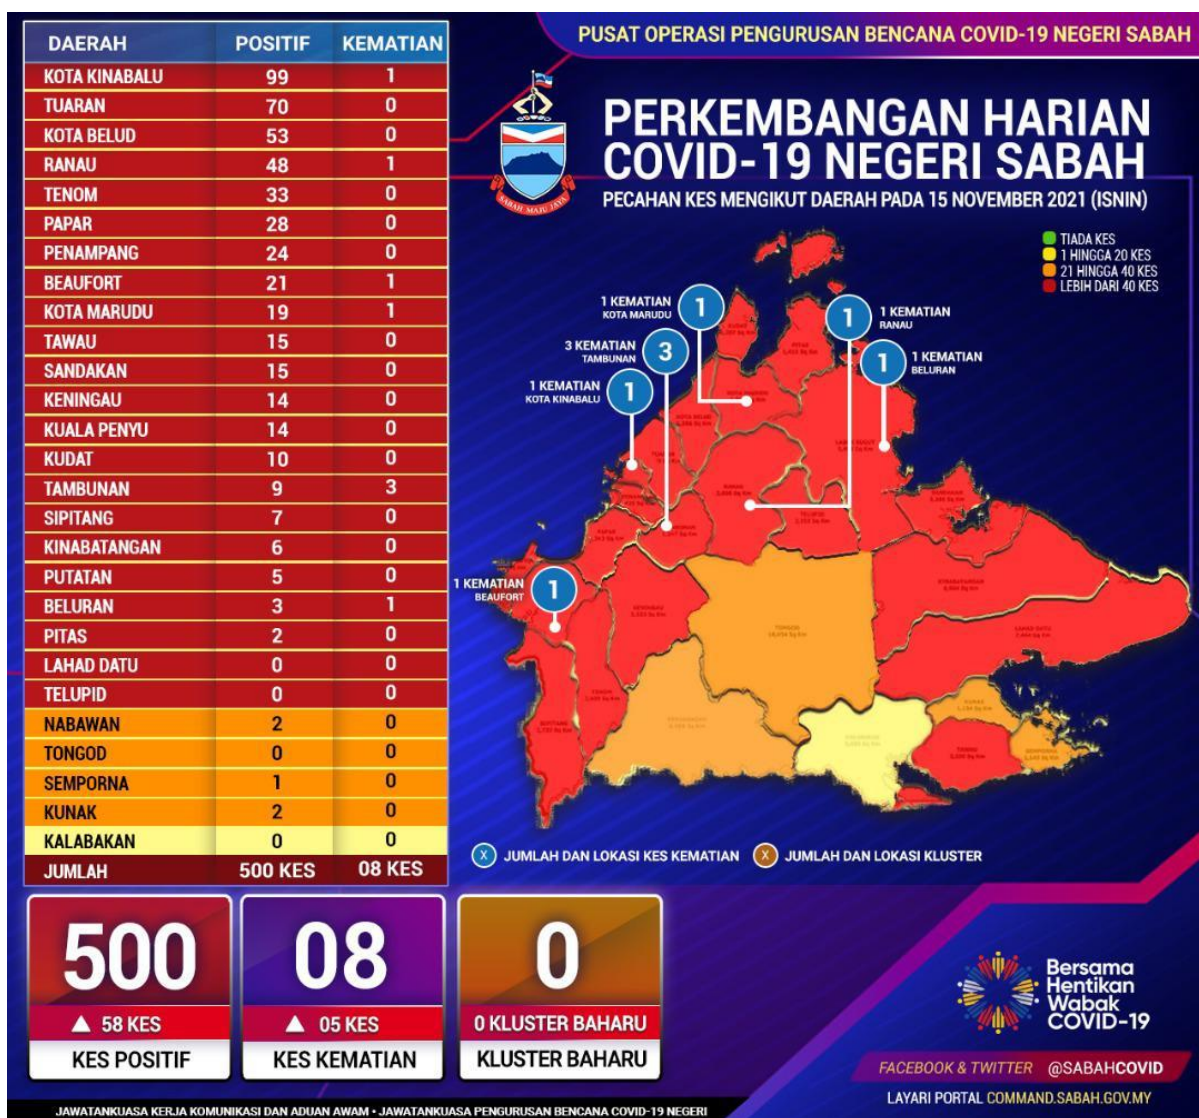 PUSAT OPERASI PENGURUSAN BENCANA COVID-19 NEGERI SABAH
DAERAH POSITIF KEMATIAN
KOTA KINABALU 99 1
TUARAN 70 0
KOTA BELUD 53 0
RANAU 48 1
TENOM 33 0
PAPAR 28 0
PENAMPANG 24 0
BEAUFORT 21 1
KOTA MARUDU 19 1
TAWAU 15 0
SANDAKAN 15 0
KENINGAU 14 0
KUALA PENYU 14 0
KUDAT 10 0
TAMBUNAN 9 3
SIPITANG 7 0
KINABATANGAN 6 0
PUTATAN 5 0
BELURAN 3 1
PITAS 2 0
LAHAD DATU 0 0
TELUPID 0 0
NABAWAN 2 0
TONGOD 0 0
SEMPORNA 1 0
KUNAK 2 0
KALABAKAN 0 0
JUMLAH 500 KES 08 KES
SABAH MAJU JAYA
PERKEMBANGAN HARIAN
COVID-19 NEGERI SABAH
PECAHAN KES MENGIKUT DAERAH PADA 15 NOVEMBER 2021 (ISNIN)
TIADA KES
1 HINGGA 20 KES
21 HINGGA 40 KES
LEBIH DARI 40 KES
1 KEMATIAN
KOTA MARUDU
1
3 KEMATIAN
TAMBUNAN
3
1 KEMATIAN
KOTA KINABALU
1
1
1 KEMATIAN
RANAU
1
1 KEMATIAN
BELURAN
1 KEMATIAN
BEAUFORT
1
X JUMLAH DAN LOKASI KES KEMATIAN
X JUMLAH DAN LOKASI KLUSTER
500
58 KES
KES POSITIF
08
05 KES
KES KEMATIAN
0
0 KLUSTER BAHARU
KLUSTER BAHARU
Bersama
Hentikan
Wabak
COVID-19
FACEBOOK & TWITTER @SABAHCOVID
LAYARI PORTAL COMMAND.SABAH.GOV.MY
JAWATANKUASA KERJA KOMUNIKASI DAN ADUAN AWAM • JAWATANKUASA PENGURUSAN BENCANA COVID-19 NEGERI